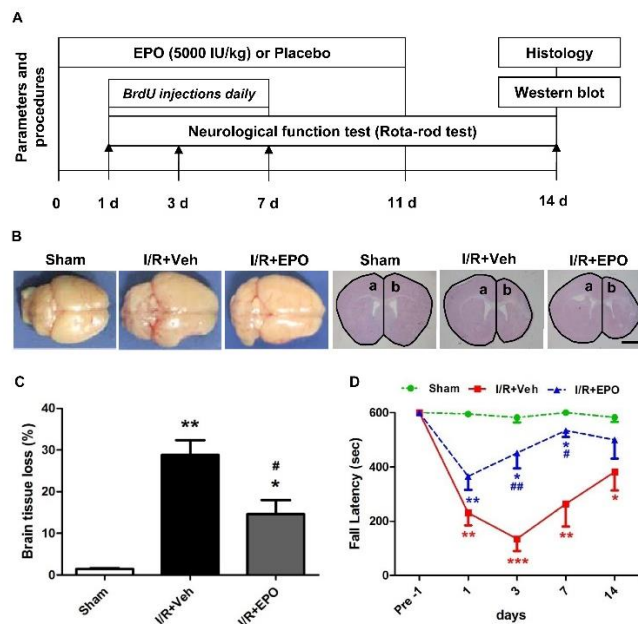 A
Parameters and
procedures
EPO (5000 IU/kg) or Placebo
Histology
BrdU injections daily
Western blot
Neurological function test (Rota-rod test)
0 1 d 3 d 7 d 11 d 14 d
B
Sham I/R+Veh I/R+EPO Sham I/R+Veh I/R+EPO
a b a b a b
C
Brain tissue loss (%)
40
30
20
10
0
**
#
*
Sham I/R+Veh I/R+EPO
D
Sham I/R+Veh I/R+EPO
Fall Latency (sec)
600
400
200
0
**
*
##
*
#
**
***
**
*
Pre -1 1 3 7 14
days